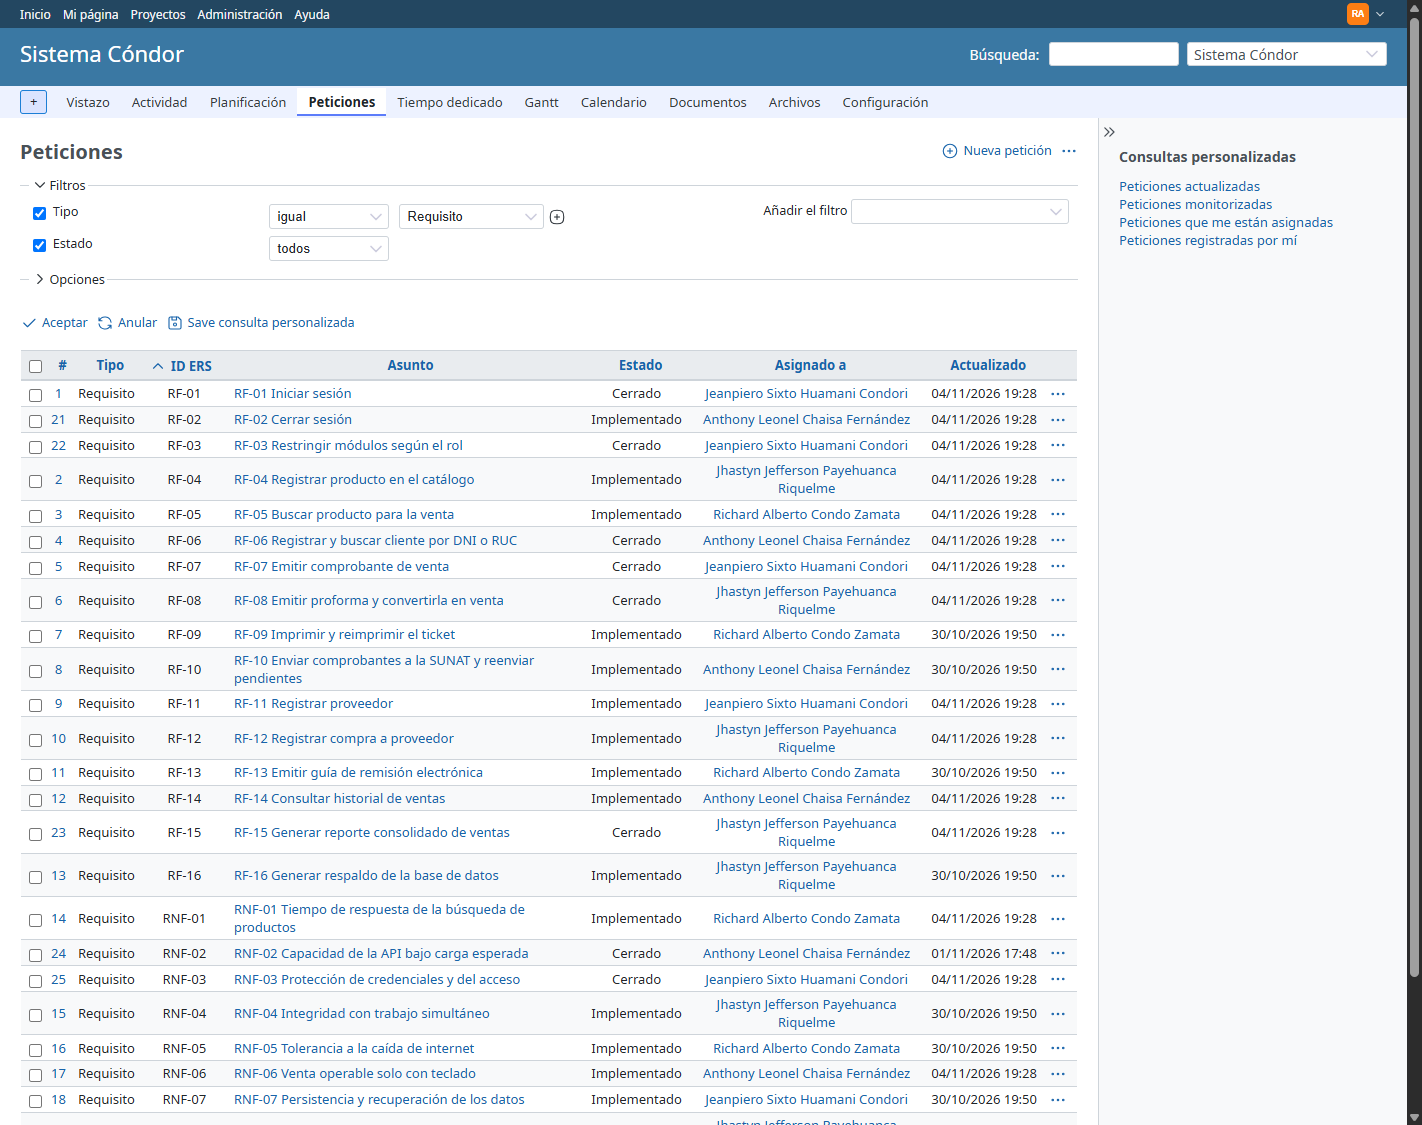 Inicio Mi página Proyectos Administración Ayuda RA
Sistema Cóndor Búsqueda: Sistema Cóndor
+ Vistazo Actividad Planificación Peticiones Tiempo dedicado Gantt Calendario Documentos Archivos Configuración
Peticiones Nueva petición ···
Filtros
Tipo igual Requisito Añadir el filtro
Estado todos
Opciones
Aceptar Anular Save consulta personalizada
# Tipo ID ERS Asunto Estado Asignado a Actualizado
1 Requisito RF-01 RF-01 Iniciar sesión Cerrado Jeanpiero Sixto Huamani Condori 04/11/2026 19:28 ···
21 Requisito RF-02 RF-02 Cerrar sesión Implementado Anthony Leonel Chaisa Fernández 04/11/2026 19:28 ···
22 Requisito RF-03 RF-03 Restringir módulos según el rol Cerrado Jeanpiero Sixto Huamani Condori 04/11/2026 19:28 ···
2 Requisito RF-04 RF-04 Registrar producto en el catálogo Implementado Jhastyn Jefferson Payehuanca Riquelme 04/11/2026 19:28 ···
3 Requisito RF-05 RF-05 Buscar producto para la venta Implementado Richard Alberto Condo Zamata 04/11/2026 19:28 ···
4 Requisito RF-06 RF-06 Registrar y buscar cliente por DNI o RUC Cerrado Anthony Leonel Chaisa Fernández 04/11/2026 19:28 ···
5 Requisito RF-07 RF-07 Emitir comprobante de venta Cerrado Jeanpiero Sixto Huamani Condori 04/11/2026 19:28 ···
6 Requisito RF-08 RF-08 Emitir proforma y convertirla en venta Cerrado Jhastyn Jefferson Payehuanca Riquelme 04/11/2026 19:28 ···
7 Requisito RF-09 RF-09 Imprimir y reimprimir el ticket Implementado Richard Alberto Condo Zamata 30/10/2026 19:50 ···
8 Requisito RF-10 RF-10 Enviar comprobantes a la SUNAT y reenviar pendientes Implementado Anthony Leonel Chaisa Fernández 30/10/2026 19:50 ···
9 Requisito RF-11 RF-11 Registrar proveedor Implementado Jeanpiero Sixto Huamani Condori 04/11/2026 19:28 ···
10 Requisito RF-12 RF-12 Registrar compra a proveedor Implementado Jhastyn Jefferson Payehuanca Riquelme 04/11/2026 19:28 ···
11 Requisito RF-13 RF-13 Emitir guía de remisión electrónica Implementado Richard Alberto Condo Zamata 30/10/2026 19:50 ···
12 Requisito RF-14 RF-14 Consultar historial de ventas Implementado Anthony Leonel Chaisa Fernández 04/11/2026 19:28 ···
23 Requisito RF-15 RF-15 Generar reporte consolidado de ventas Cerrado Jhastyn Jefferson Payehuanca Riquelme 04/11/2026 19:28 ···
13 Requisito RF-16 RF-16 Generar respaldo de la base de datos Implementado Jhastyn Jefferson Payehuanca Riquelme 30/10/2026 19:50 ···
14 Requisito RNF-01 RNF-01 Tiempo de respuesta de la búsqueda de productos Implementado Richard Alberto Condo Zamata 04/11/2026 19:28 ···
24 Requisito RNF-02 RNF-02 Capacidad de la API bajo carga esperada Cerrado Anthony Leonel Chaisa Fernández 01/11/2026 17:48 ···
25 Requisito RNF-03 RNF-03 Protección de credenciales y del acceso Cerrado Jeanpiero Sixto Huamani Condori 04/11/2026 19:28 ···
15 Requisito RNF-04 RNF-04 Integridad con trabajo simultáneo Implementado Jhastyn Jefferson Payehuanca Riquelme 30/10/2026 19:50 ···
16 Requisito RNF-05 RNF-05 Tolerancia a la caída de internet Implementado Richard Alberto Condo Zamata 30/10/2026 19:50 ···
17 Requisito RNF-06 RNF-06 Venta operable solo con teclado Implementado Anthony Leonel Chaisa Fernández 04/11/2026 19:28 ···
18 Requisito RNF-07 RNF-07 Persistencia y recuperación de los datos Implementado Jeanpiero Sixto Huamani Condori 30/10/2026 19:50 ···
Consultas personalizadas
Peticiones actualizadas
Peticiones monitorizadas
Peticiones que me están asignadas
Peticiones registradas por mí